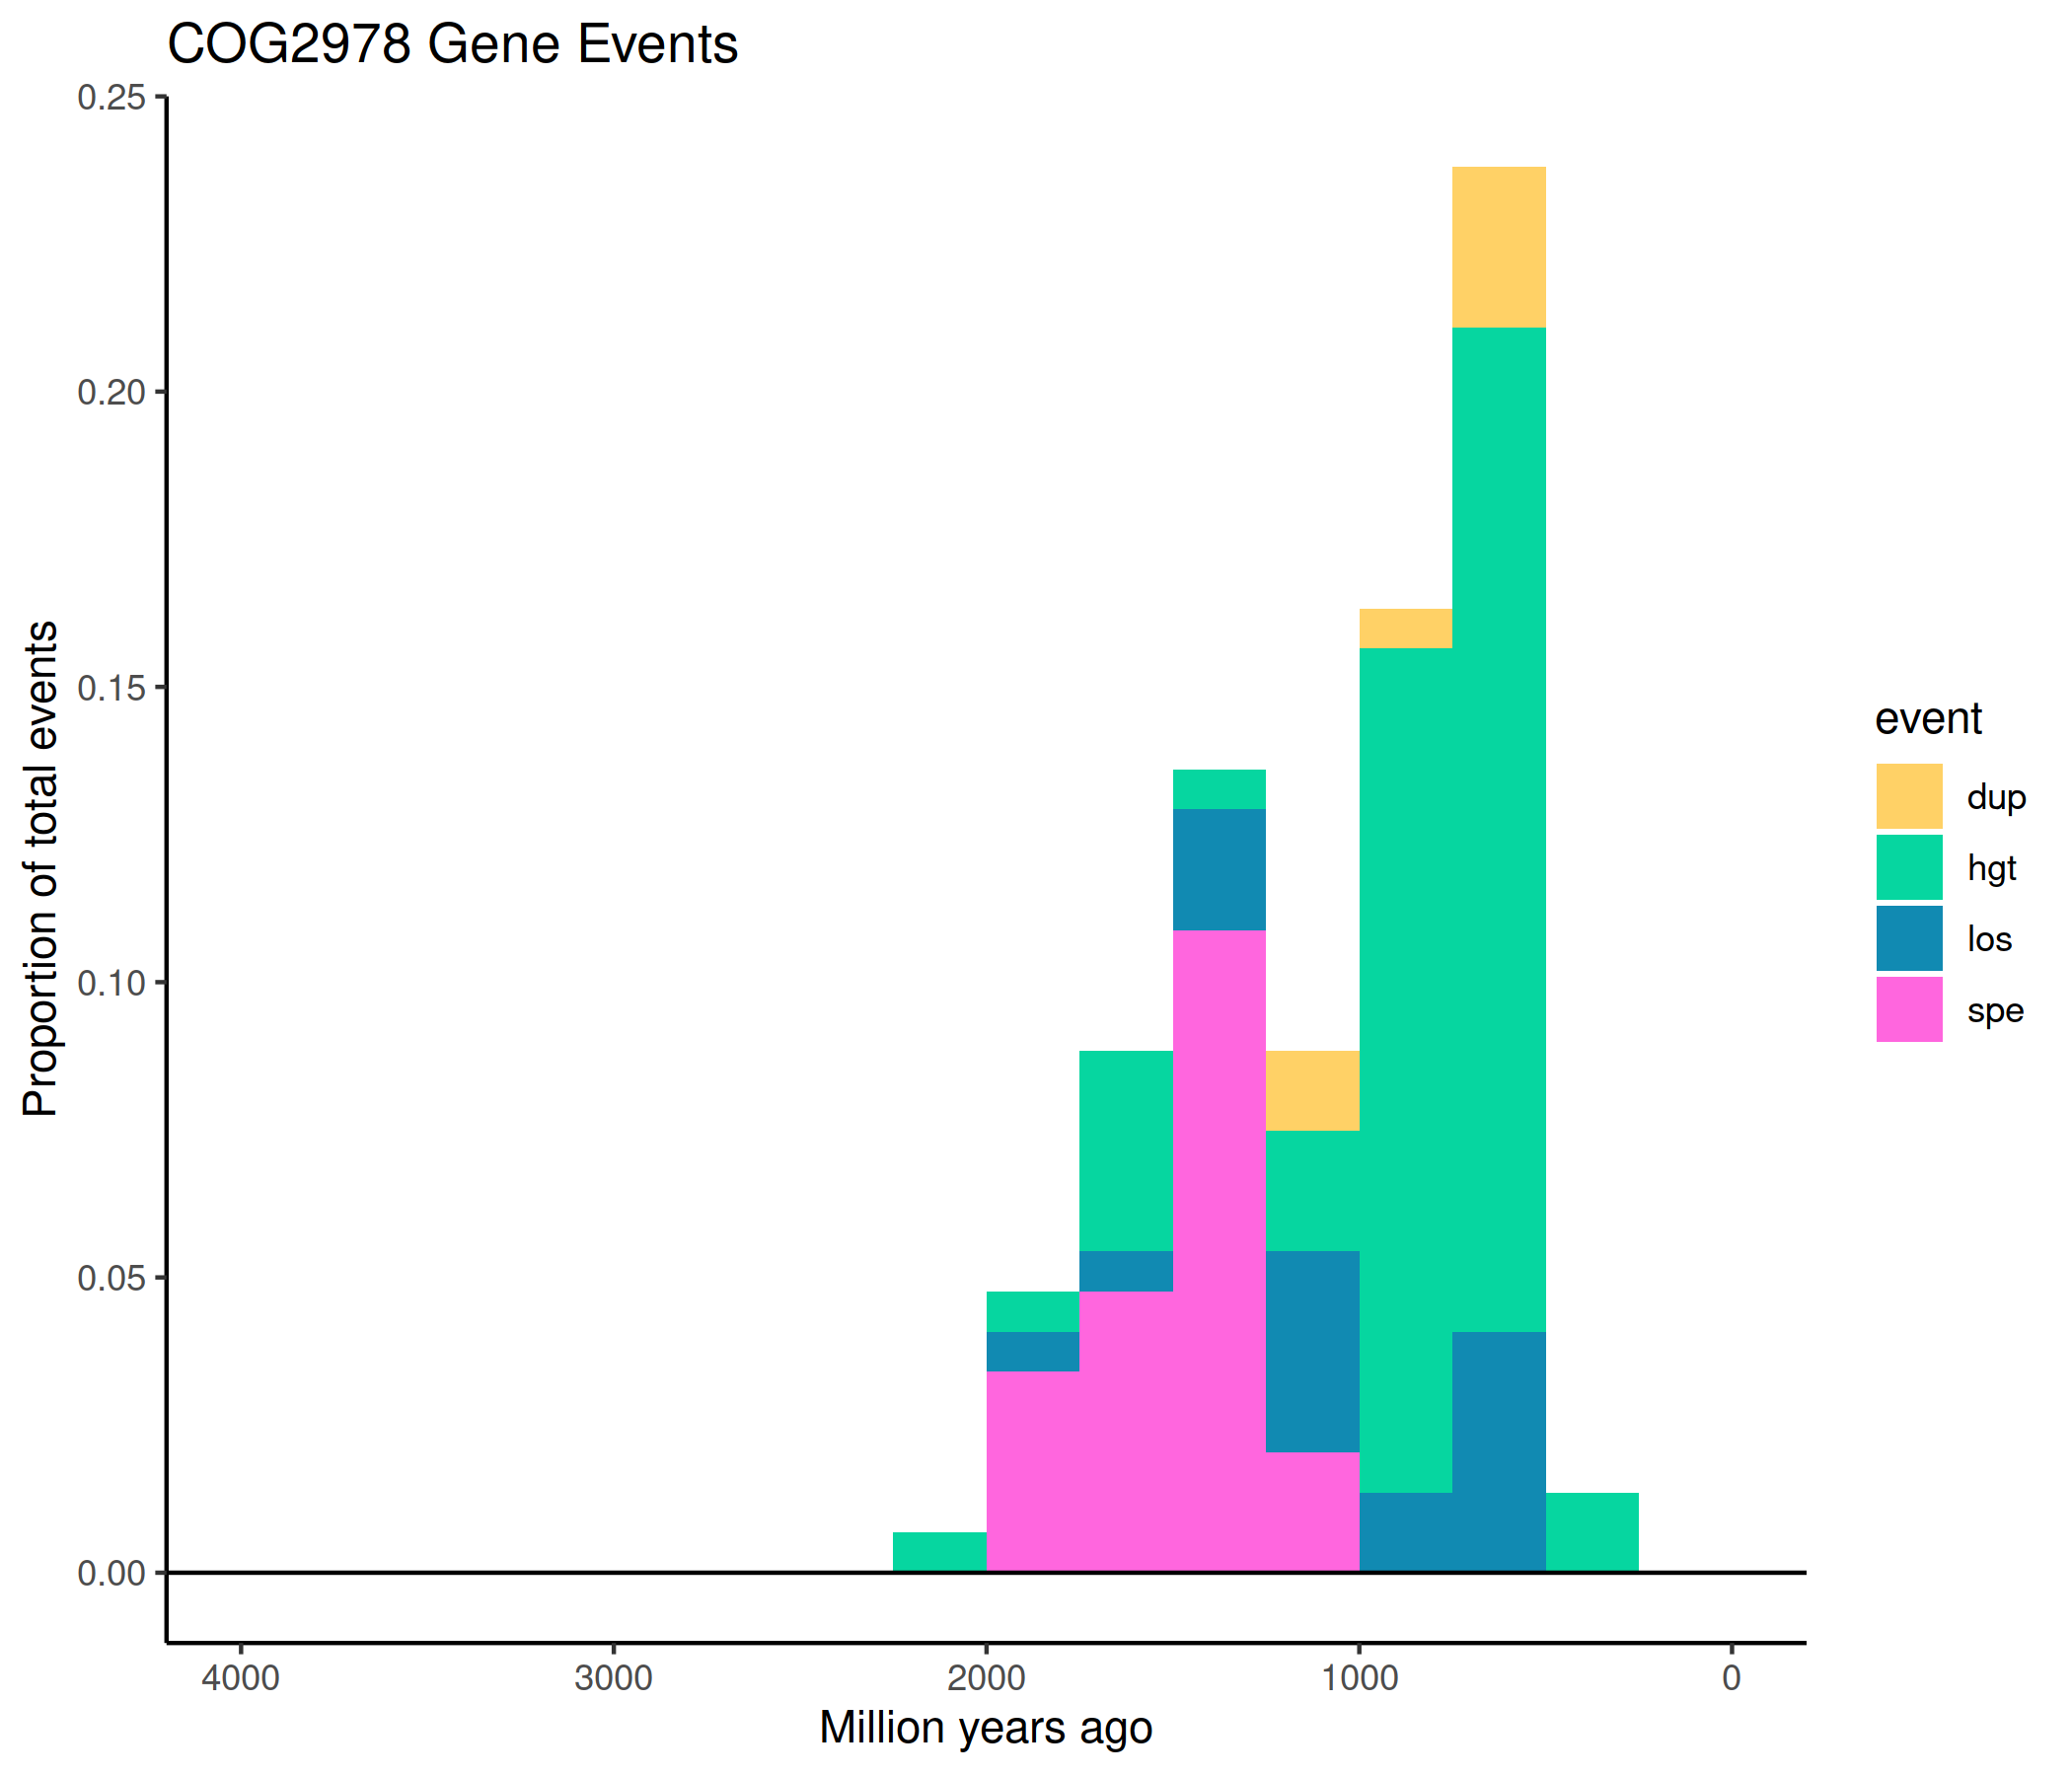 COG2978 Gene Events
0.25
0.20
0.15
0.10
0.05
0.00
Proportion of total events
4000 3000 2000 1000 0
Million years ago
event
dup
hgt
los
spe